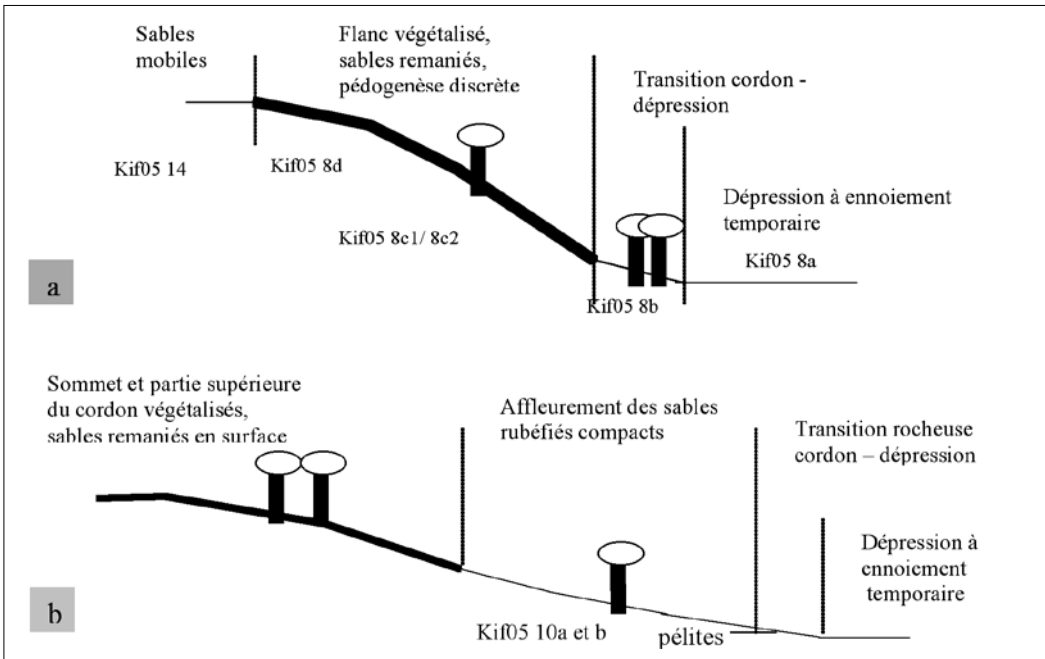 Sables
mobiles
Flanc végétalisé,
sables remaniés,
pédogenèse discrète
Transition cordon -
dépression
Kif05 14
Kif05 8d
Dépression à ennoiement
temporaire
Kif05 8c1/ 8c2
Kif05 8a
Kif05 8b
a
Sommet et partie supérieure
du cordon végétalisés,
sables remaniés en surface
Affleurement des sables
rubéfiés compacts
Transition rocheuse
cordon – dépression
Dépression à
ennoiement
temporaire
Kif05 10a et b
pélites
b